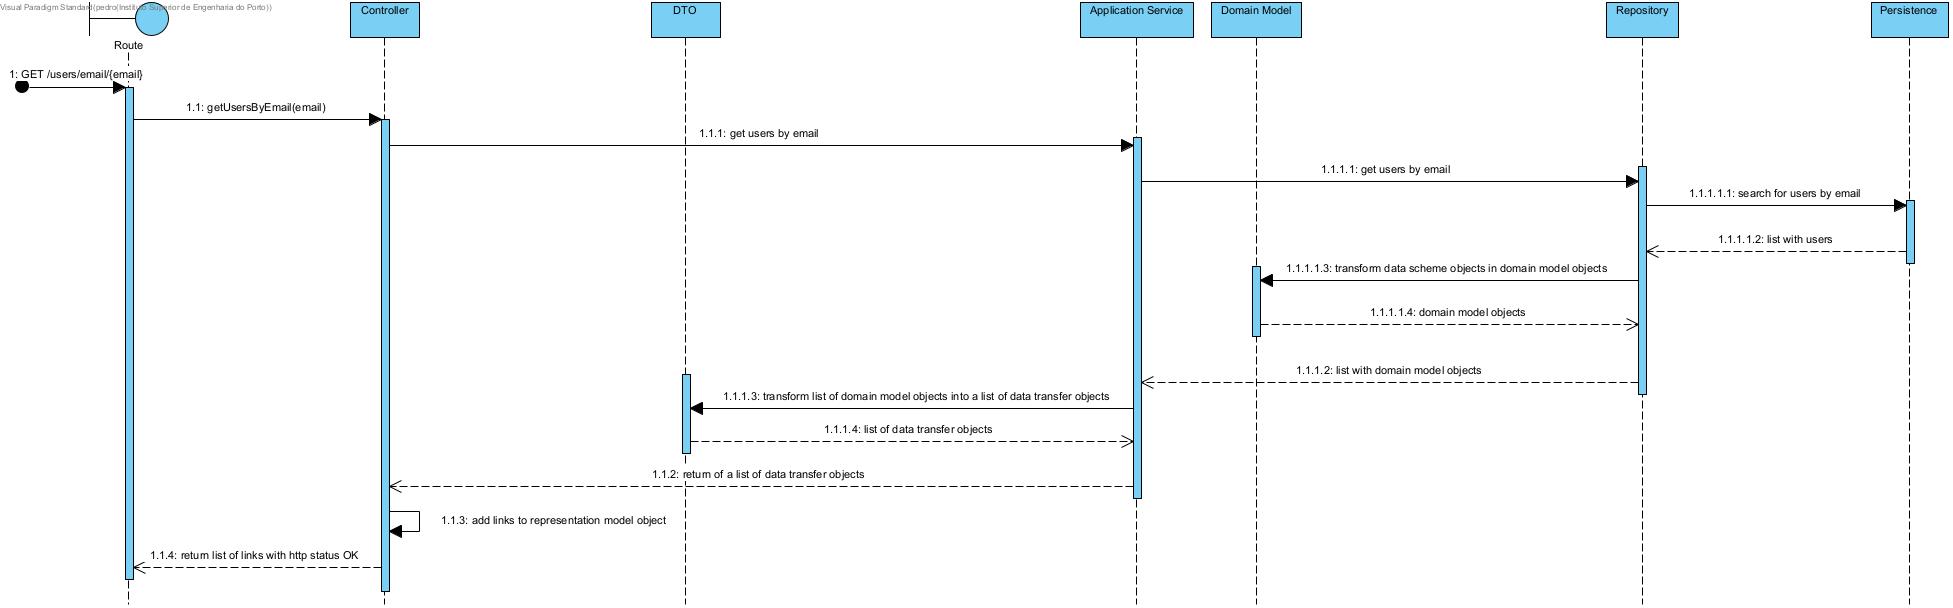 Visual Paradigm Standard(pedro(Instituto Superior de Engenharia do Porto))
Route
Controller
DTO
Application Service
Domain Model
Repository
Persistence
1: GET /users/email/{email}
1.1: getUsersByEmail(email)
1.1.1: get users by email
1.1.1.1: get users by email
1.1.1.1.1: search for users by email
1.1.1.1.2: list with users
1.1.1.1.3: transform data scheme objects in domain model objects
1.1.1.1.4: domain model objects
1.1.1.2: list with domain model objects
1.1.1.3: transform list of domain model objects into a list of data transfer objects
1.1.1.4: list of data transfer objects
1.1.2: return of a list of data transfer objects
1.1.3: add links to representation model object
1.1.4: return list of links with http status OK